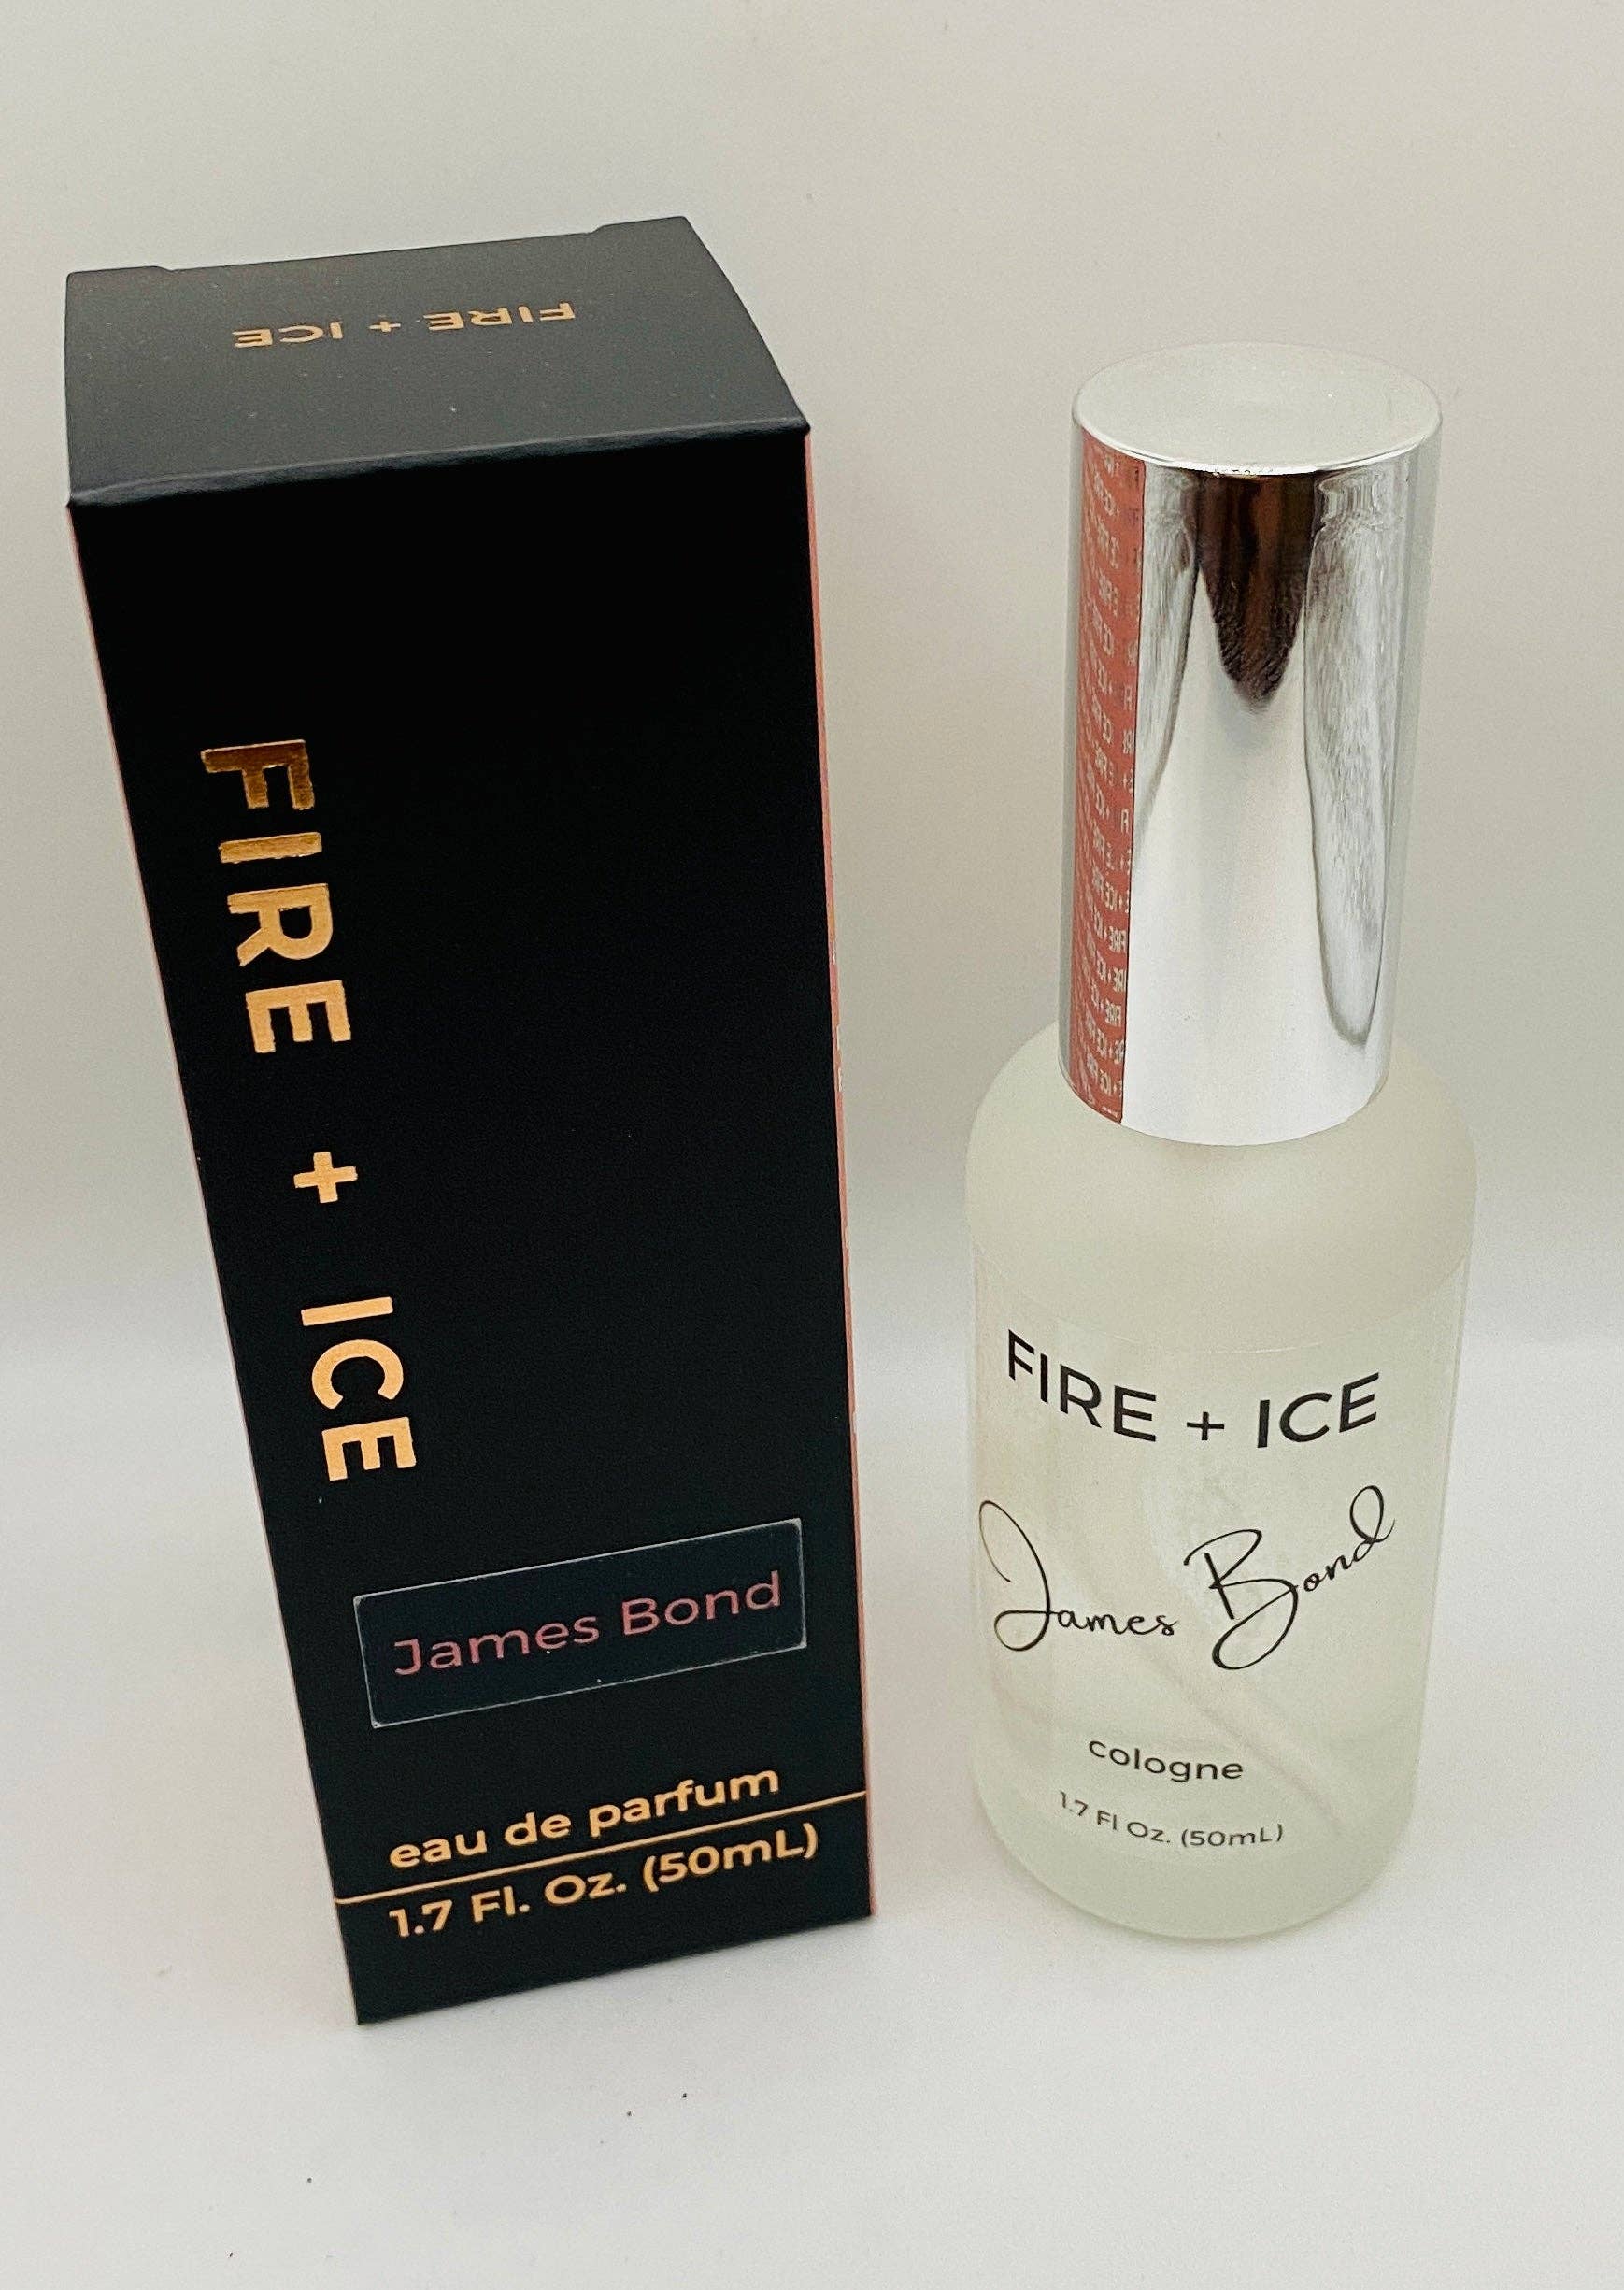 FIRE + ICE
FIRE + ICE
James Bond
eau de parfum
1.7 Fl. Oz. (50mL)
FIRE + ICE
James Bond
cologne
1.7 Fl Oz. (50mL)